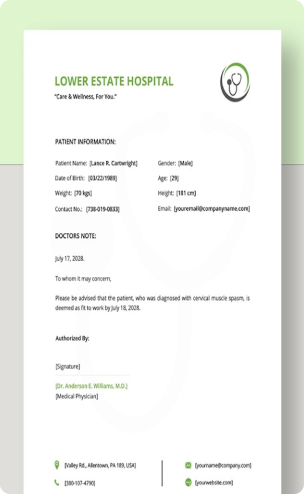 LOWER ESTATE HOSPITAL
"Care & Wellness, For You."
PATIENT INFORMATION:
Patient Name: [Lance R. Cartwright] Gender: [Male]
Date of Birth: [03/22/1989] Age: [29]
Weight: [70 kgs] Height: [181 cm]
Contact No.: [738-019-0033] Email: [youremail@companyname.com]
DOCTORS NOTE:
July 17, 2028.
To whom it may concern,
Please be advised that the patient, who was diagnosed with cervical muscle spasm, is
deemed as fit to work by July 18, 2028.
Authorized By:
[Signature]
[Dr. Anderson E. Williams, M.D.]
[Medical Physician]
[Valley Rd., Allentown, PA 189, USA] [yourname@company.com]
[380-107-4790] [yourwebsite.com]